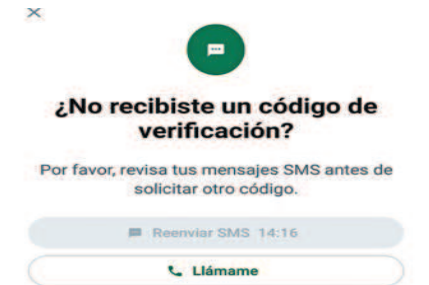 ¿No recibiste un código de
verificación?
Por favor, revisa tus mensajes SMS antes de
solicitar otro código.
Reenviar SMS 14:16
Llámame